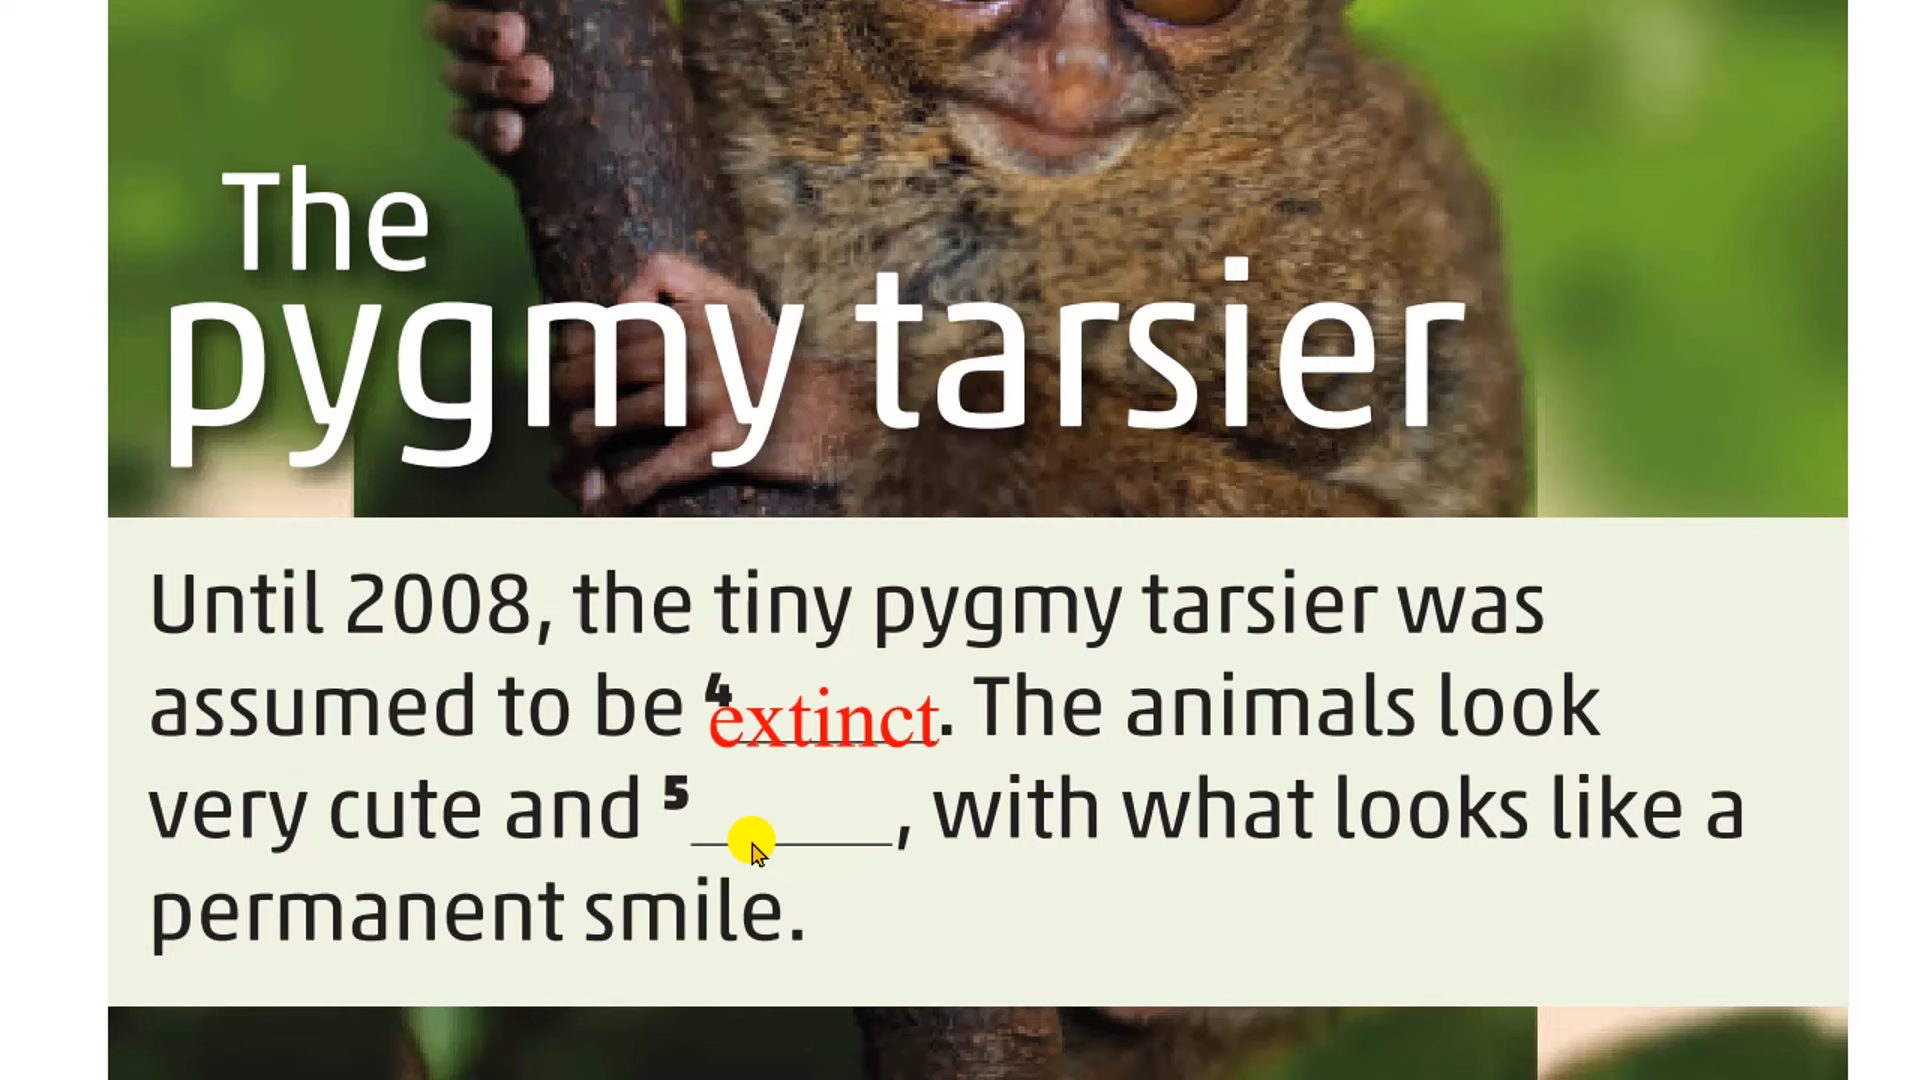 The
pygmy tarsier
Until 2008, the tiny pygmy tarsier was
assumed to be 4 extinct. The animals look
very cute and 5 ______, with what looks like a
permanent smile.